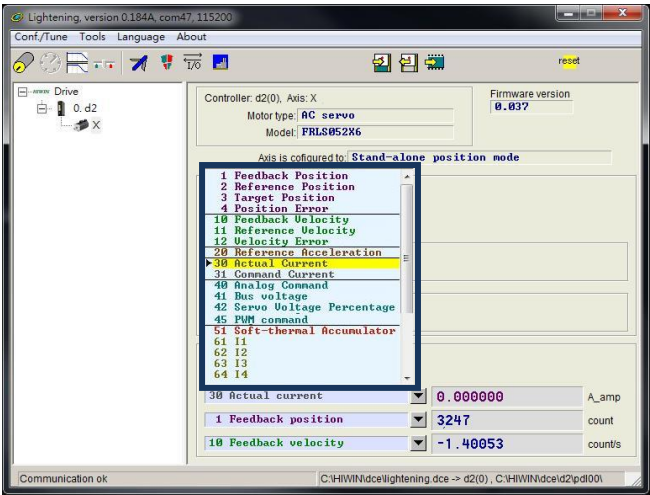 Lightening, version 0.184A, com47, 115200
Conf./Tune Tools Language About
I/O
reset
Drive
0. d2
X
Controller: d2(0), Axis: X
Firmware version
0.037
Motor type: AC servo
Model: FRLS052X6
Axis is cofigured to: Stand-alone position mode
1 Feedback Position
2 Reference Position
3 Target Position
4 Position Error
10 Feedback Velocity
11 Reference Velocity
12 Velocity Error
20 Reference Acceleration
30 Actual Current
31 Command Current
40 Analog Command
41 Bus voltage
42 Servo Voltage Percentage
45 PWM command
51 Soft-thermal Accumulator
61 I1
62 I2
63 I3
64 I4
30 Actual current 0.000000 A_amp
1 Feedback position 3247 count
10 Feedback velocity -1.40053 count/s
Communication ok C:\HIWIN\dce\lightening.dce -> d2(0) , C:\HIWIN\dce\d2\pdl00\